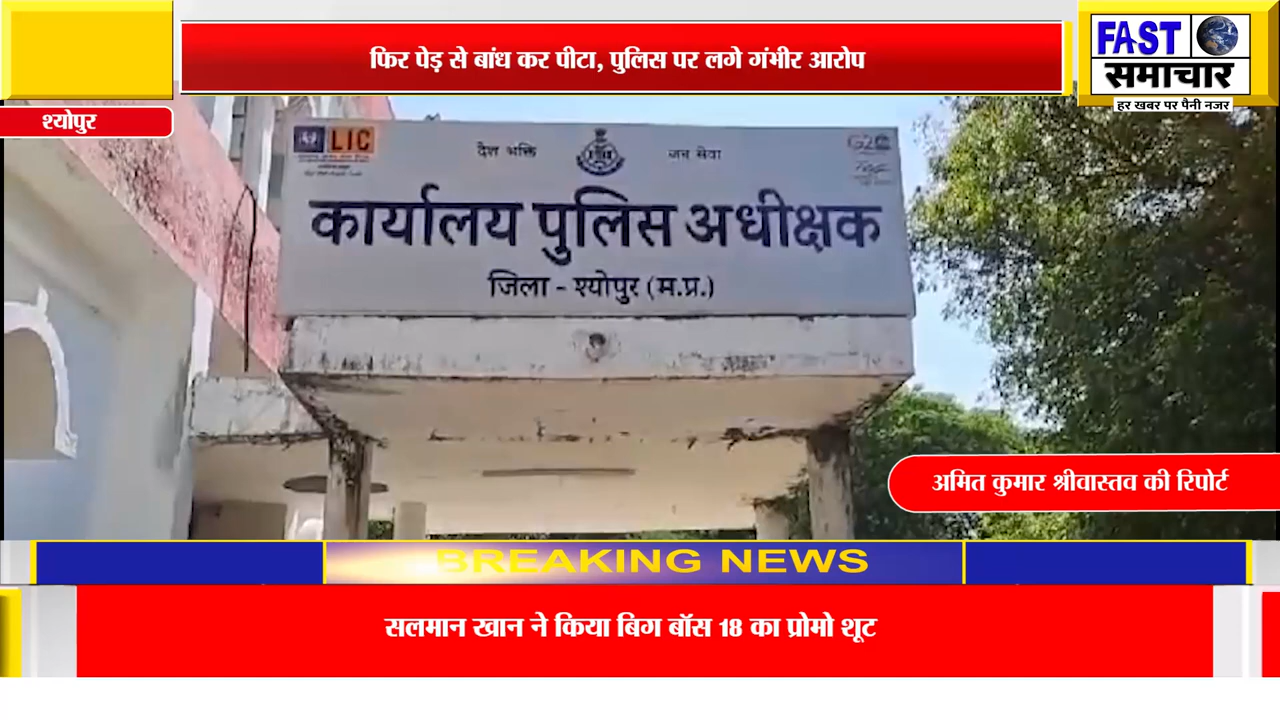 फिर पेड़ से बांध कर पीटा, पुलिस पर लगे गंभीर आरोप
FAST
समाचार
हर खबर पर पैनी नजर
श्योपुर
LIC
देश भक्ति
जन सेवा
G20
कार्यालय पुलिस अधीक्षक
जिला - श्योपुर (म.प्र.)
अमित कुमार श्रीवास्तव की रिपोर्ट
BREAKING NEWS
सलमान खान ने किया बिग बॉस 18 का प्रोमो शूट